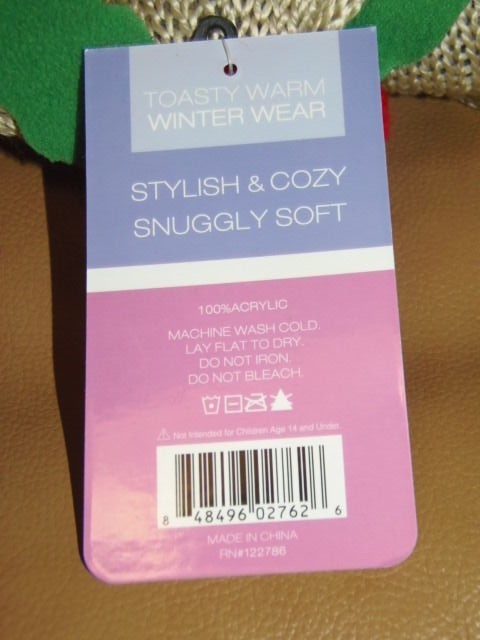 TOASTY WARM
WINTER WEAR
STYLISH & COZY
SNUGGLY SOFT
100%ACRYLIC
MACHINE WASH COLD.
LAY FLAT TO DRY.
DO NOT IRON.
DO NOT BLEACH.
Not Intended for Children Age 14 and Under.
8 48496 02762 6
MADE IN CHINA
RN#122786